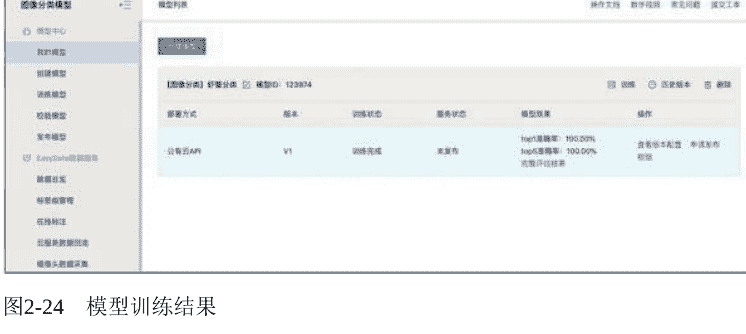 图像分类模型
模型列表
操作文档 教学视频 常见问题 提交工单
模型中心
我的模型
创建模型
训练模型
校验模型
发布模型
EasyData数据服务
数据总览
标签组管理
在线标注
云服务数据回流
摄像头数据采集
【图像分类】 模型ID: 123974
训练 历史版本 删除
部署方式 版本 训练状态 服务状态 模型效果 操作
公有云API V1 训练完成 未发布
top1准确率: 100.00%
top5准确率: 100.00%
完整评估结果
查看版本配置 申请发布
校验
图2-24 模型训练结果